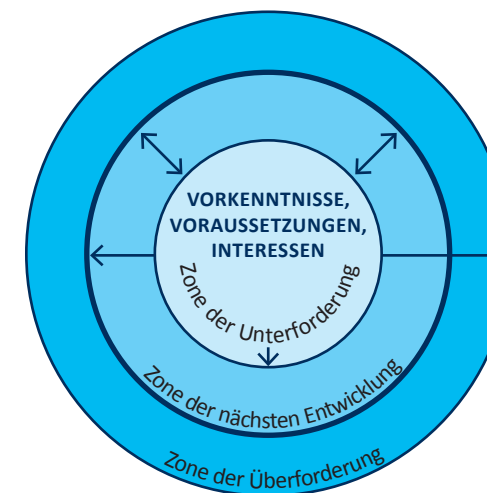 VORKENNTNISSE,
VORAUSSETZUNGEN,
INTERESSEN
Zone der Unterforderung
Zone der nächsten Entwicklung
Zone der Überforderung